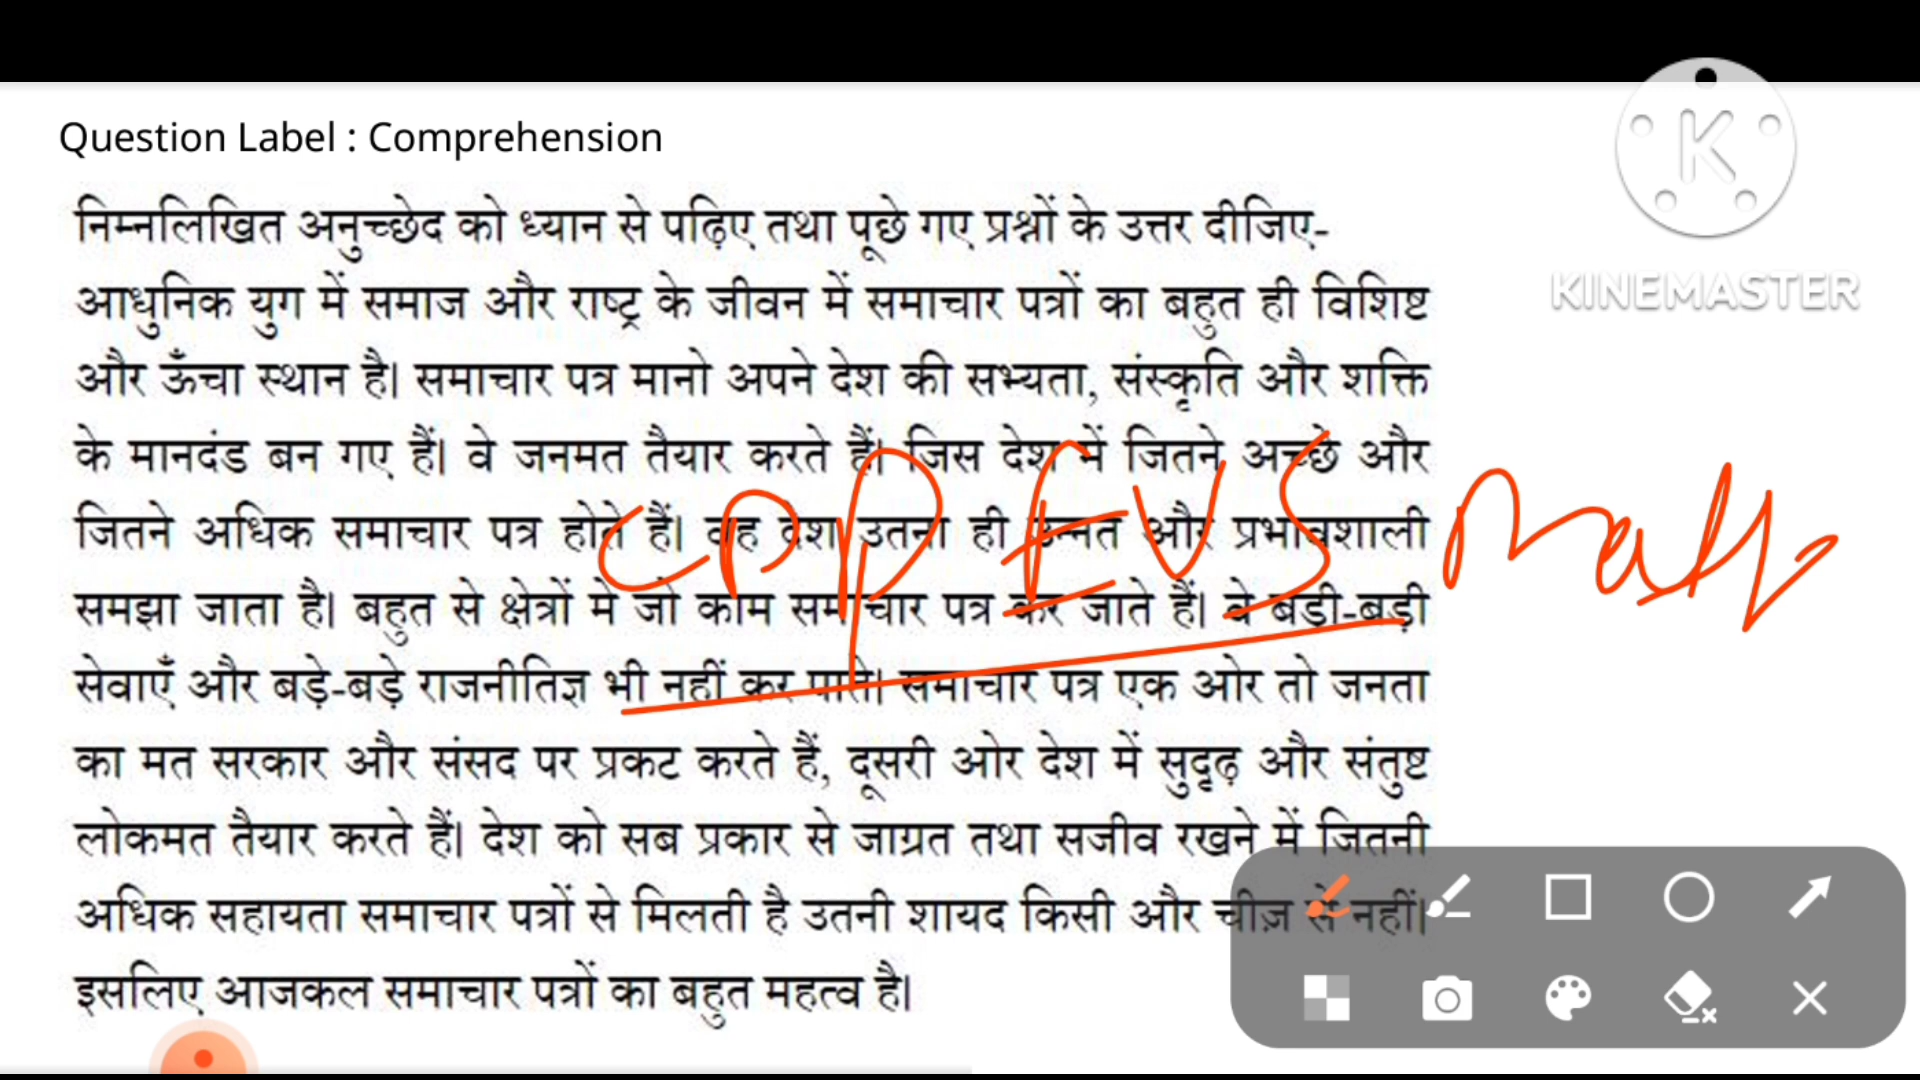 Question Label : Comprehension
निम्नलिखित अनुच्छेद को ध्यान से पढ़िए तथा पूछे गए प्रश्नों के उत्तर दीजिए-
आधुनिक युग में समाज और राष्ट्र के जीवन में समाचार पत्रों का बहुत ही विशिष्ट
और ऊँचा स्थान है। समाचार पत्र मानो अपने देश की सभ्यता, संस्कृति और शक्ति
के मानदंड बन गए हैं। वे जनमत तैयार करते हैं। जिस देश में जितने अच्छे और
जितने अधिक समाचार पत्र होते हैं। वह देश उतना ही उन्नत और प्रभावशाली
समझा जाता है। बहुत से क्षेत्रों में जो काम समाचार पत्र कर जाते हैं। वे बड़ी-बड़ी
सेवाएँ और बड़े-बड़े राजनीतिज्ञ भी नहीं कर पाते। समाचार पत्र एक ओर तो जनता
का मत सरकार और संसद पर प्रकट करते हैं, दूसरी ओर देश में सुदृढ़ और संतुष्ट
लोकमत तैयार करते हैं। देश को सब प्रकार से जाग्रत तथा सजीव रखने में जितनी
अधिक सहायता समाचार पत्रों से मिलती है उतनी शायद किसी और चीज़ से नहीं।
इसलिए आजकल समाचार पत्रों का बहुत महत्व है।
CDP EVS
K
KINEMASTER